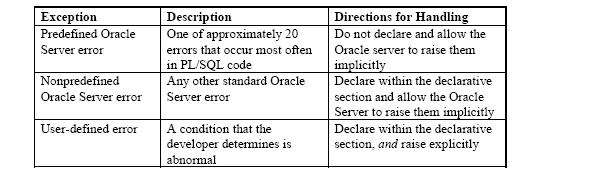 Exception Description Directions for Handling
Predefined Oracle Server error
One of approximately 20 errors that occur most often in PL/SQL code
Do not declare and allow the Oracle server to raise them implicitly
Nonpredefined Oracle Server error
Any other standard Oracle Server error
Declare within the declarative section and allow the Oracle Server to raise them implicitly
User-defined error
A condition that the developer determines is abnormal
Declare within the declarative section, and raise explicitly